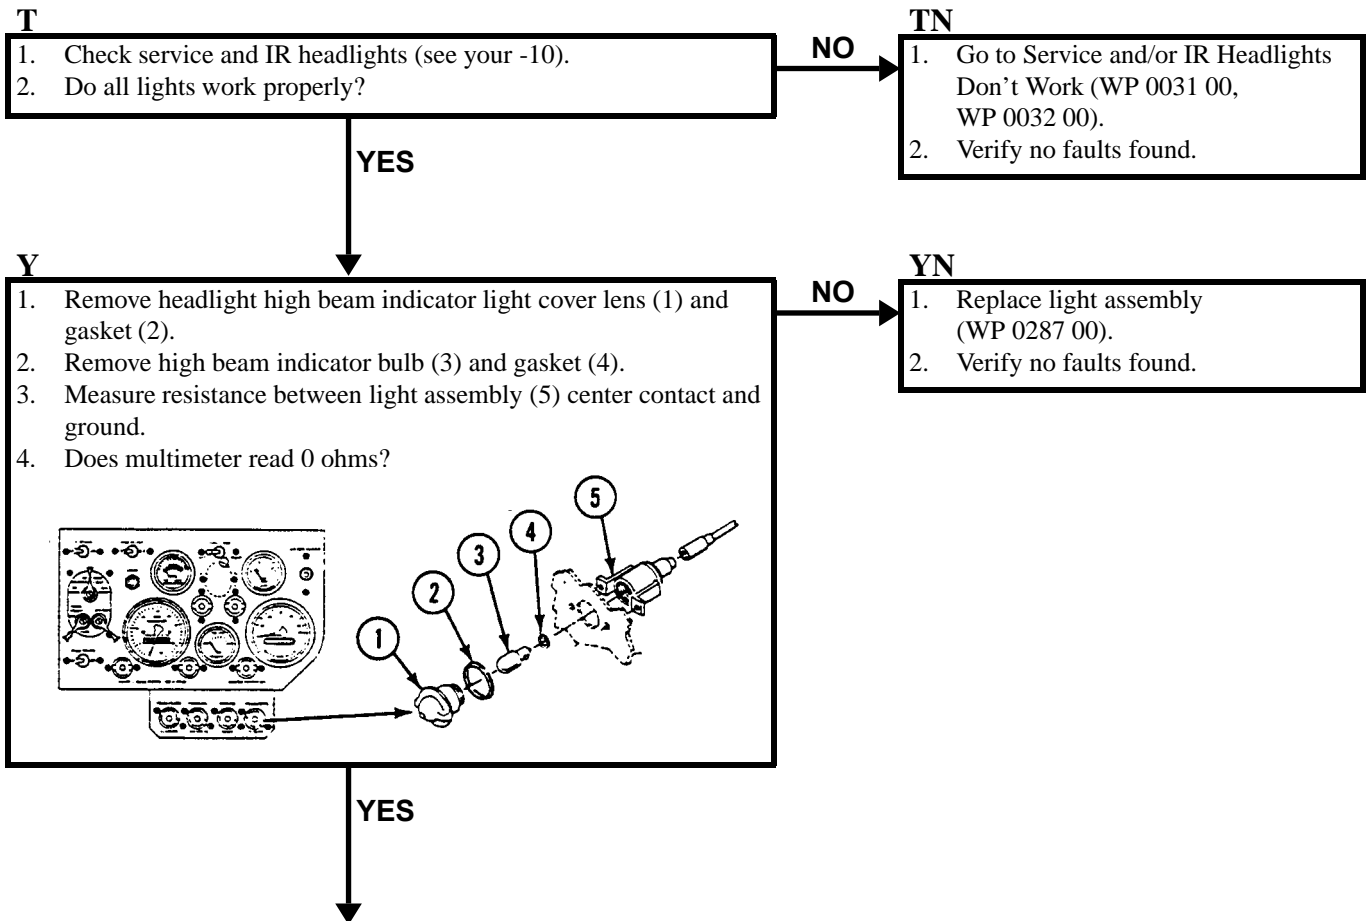 T
1. Check service and IR headlights (see your -10).
2. Do all lights work properly?
NO
TN
1. Go to Service and/or IR Headlights
Don't Work (WP 0031 00,
WP 0032 00).
2. Verify no faults found.
YES
Y
1. Remove headlight high beam indicator light cover lens (1) and
gasket (2).
2. Remove high beam indicator bulb (3) and gasket (4).
3. Measure resistance between light assembly (5) center contact and
ground.
4. Does multimeter read 0 ohms?
NO
YN
1. Replace light assembly
(WP 0287 00).
2. Verify no faults found.
5
4
3
2
1
YES